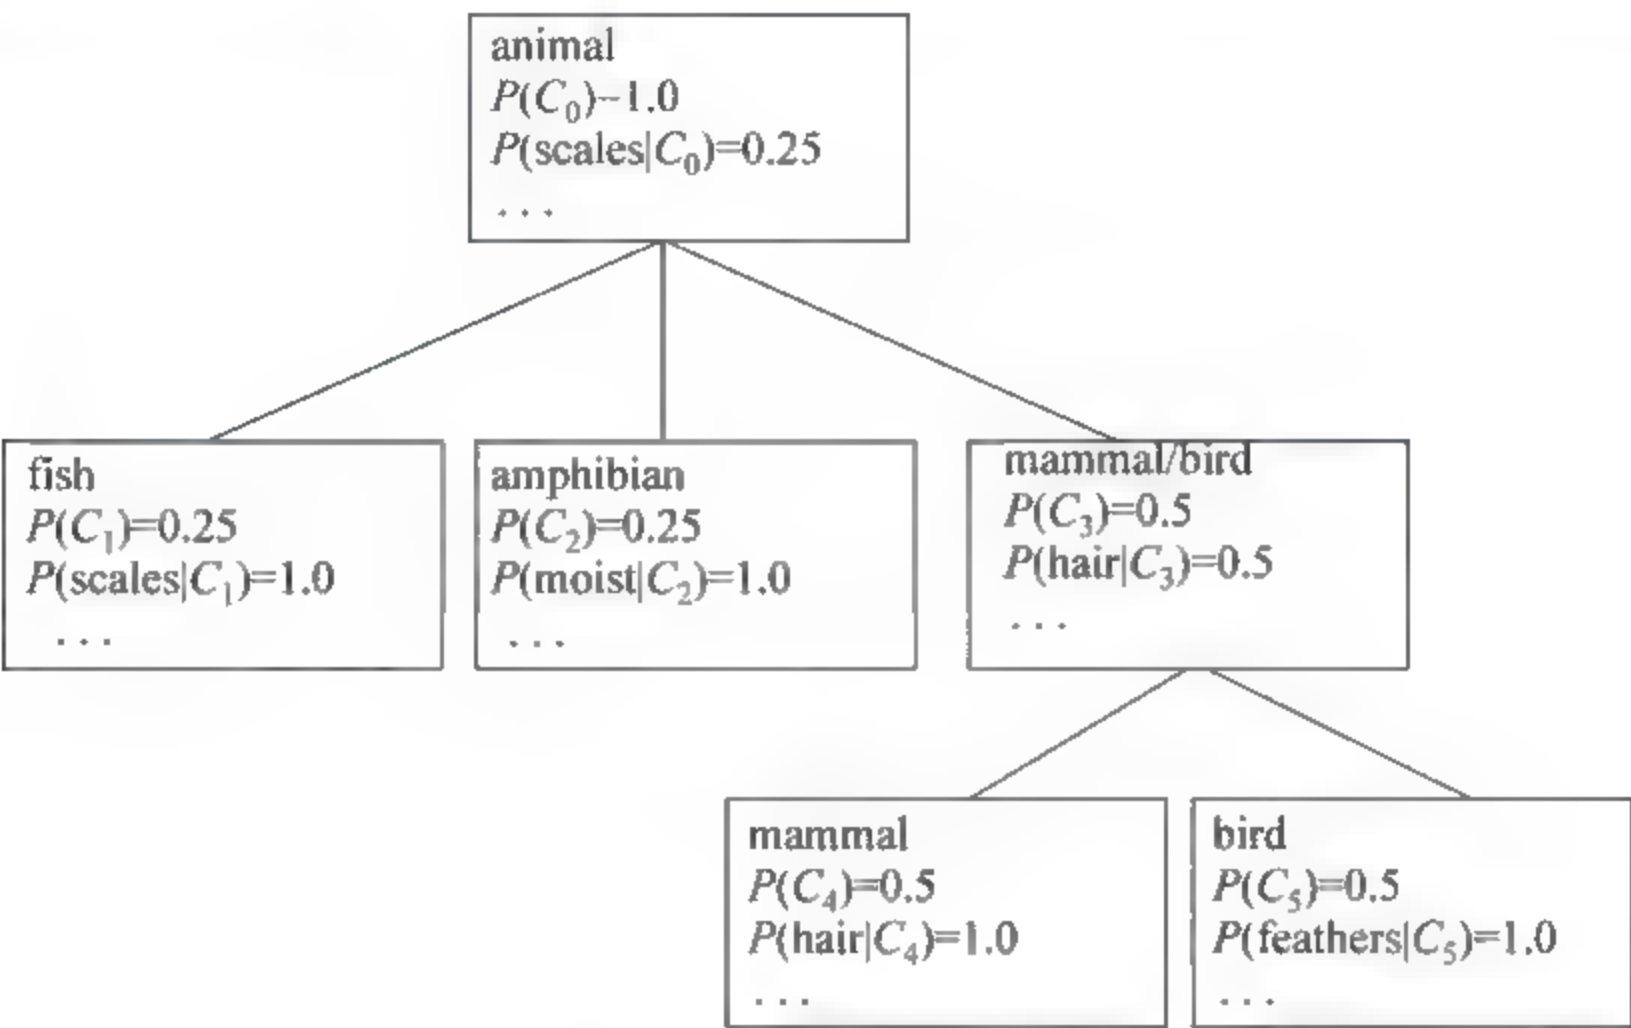 animal
P(C₀)–1.0
P(scales|C₀)=0.25
...
fish
P(C₁)=0.25
P(scales|C₁)=1.0
...
amphibian
P(C₂)=0.25
P(moist|C₂)=1.0
...
mammal/bird
P(C₃)=0.5
P(hair|C₃)=0.5
...
mammal
P(C₄)=0.5
P(hair|C₄)=1.0
...
bird
P(C₅)=0.5
P(feathers|C₅)=1.0
...